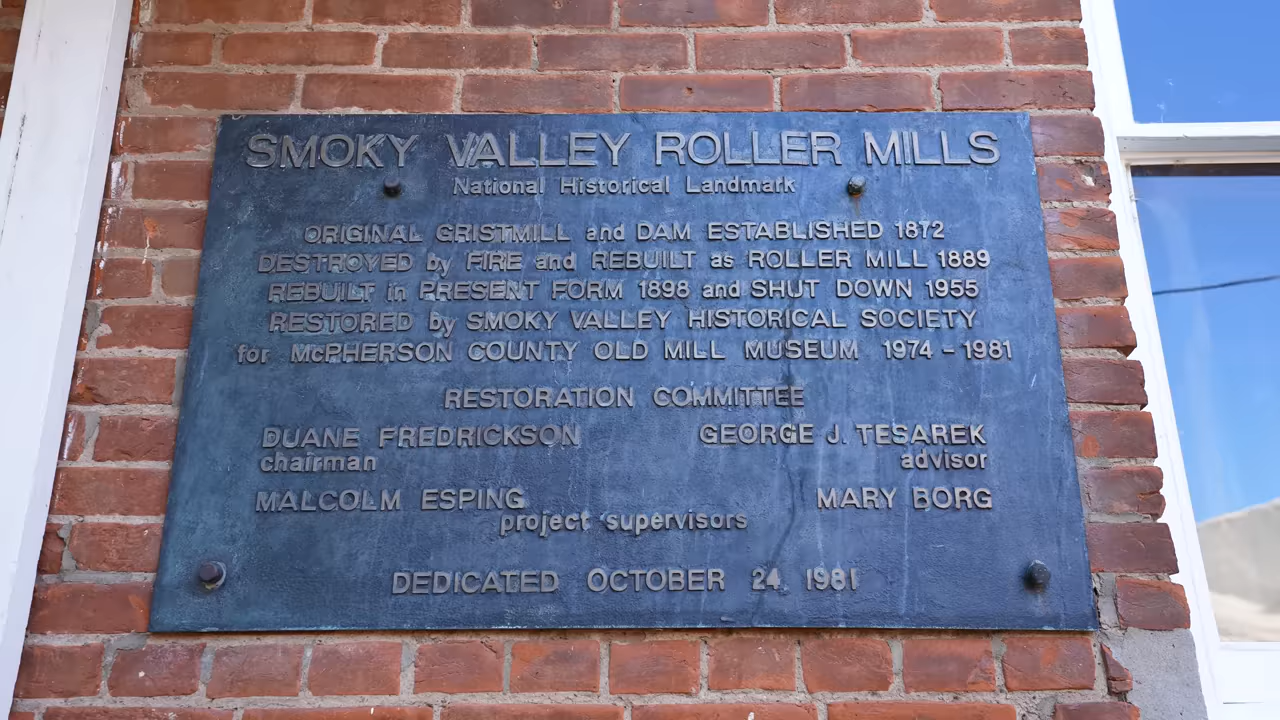 SMOKY VALLEY ROLLER MILLS
National Historical Landmark
ORIGINAL GRISTMILL and DAM ESTABLISHED 1872
DESTROYED by FIRE and REBUILT as ROLLER MILL 1889
REBUILT in PRESENT FORM 1898 and SHUT DOWN 1955
RESTORED by SMOKY VALLEY HISTORICAL SOCIETY
for McPHERSON COUNTY OLD MILL MUSEUM 1974 - 1981
RESTORATION COMMITTEE
DUANE FREDRICKSON GEORGE J. TESAREK
chairman advisor
MALCOLM ESPING MARY BORG
project supervisors
DEDICATED OCTOBER 24, 1981